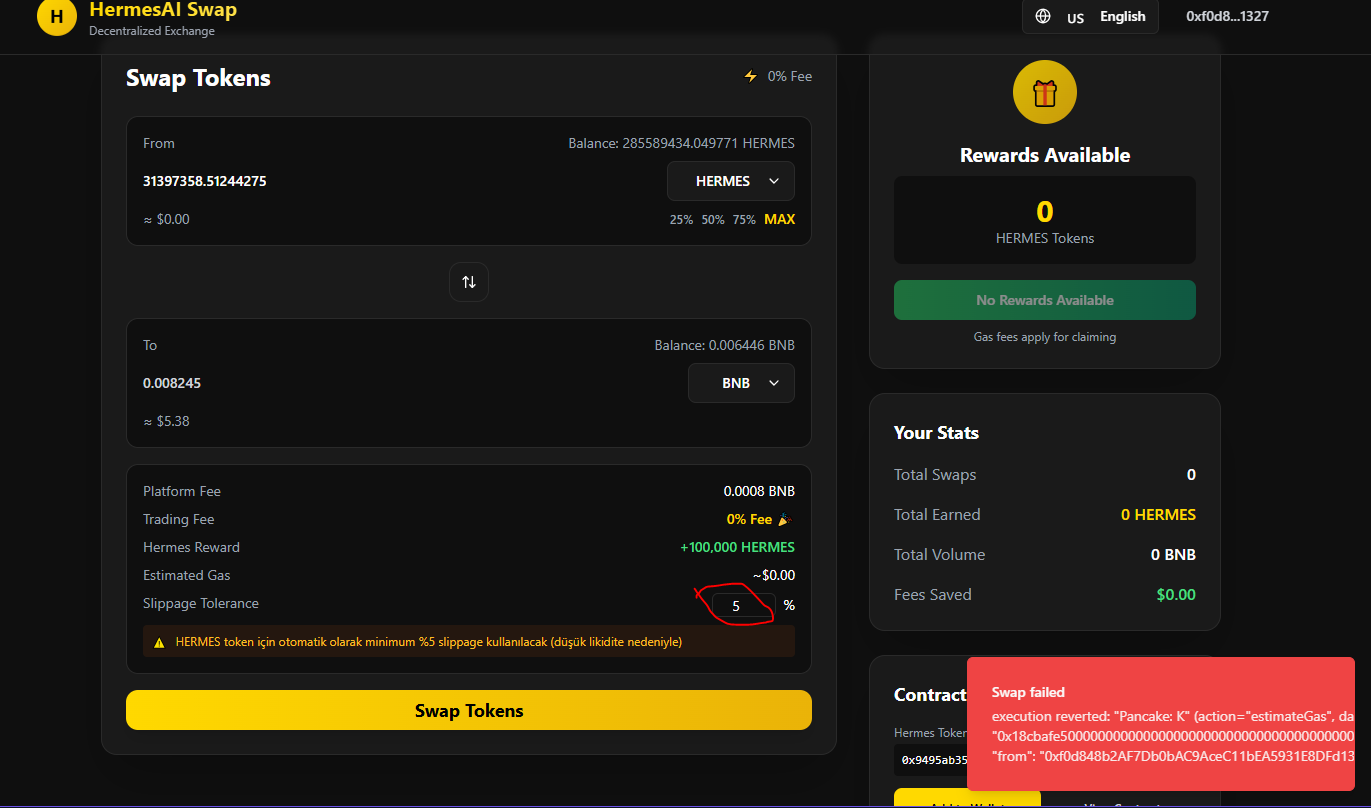 H
HermesAI Swap
Decentralized Exchange
US English
0xf0d8...1327
Swap Tokens
0% Fee
From
Balance: 285589434.049771 HERMES
31397358.51244275
HERMES
≈ $0.00
25% 50% 75% MAX
To
Balance: 0.006446 BNB
0.008245
BNB
≈ $5.38
Platform Fee
0.0008 BNB
Trading Fee
0% Fee 🎉
Hermes Reward
+100,000 HERMES
Estimated Gas
~$0.00
Slippage Tolerance
5 %
HERMES token için otomatik olarak minimum %5 slippage kullanılacak (düşük likidite nedeniyle)
Swap Tokens
Rewards Available
0
HERMES Tokens
No Rewards Available
Gas fees apply for claiming
Your Stats
Total Swaps
0
Total Earned
0 HERMES
Total Volume
0 BNB
Fees Saved
$0.00
Contract
Hermes Token
0x9495ab35
Swap failed
execution reverted: "Pancake: K" (action="estimateGas", da
"from": "0xf0d848b2AF7Db0bAC9AceC11bEA5931E8DFd13